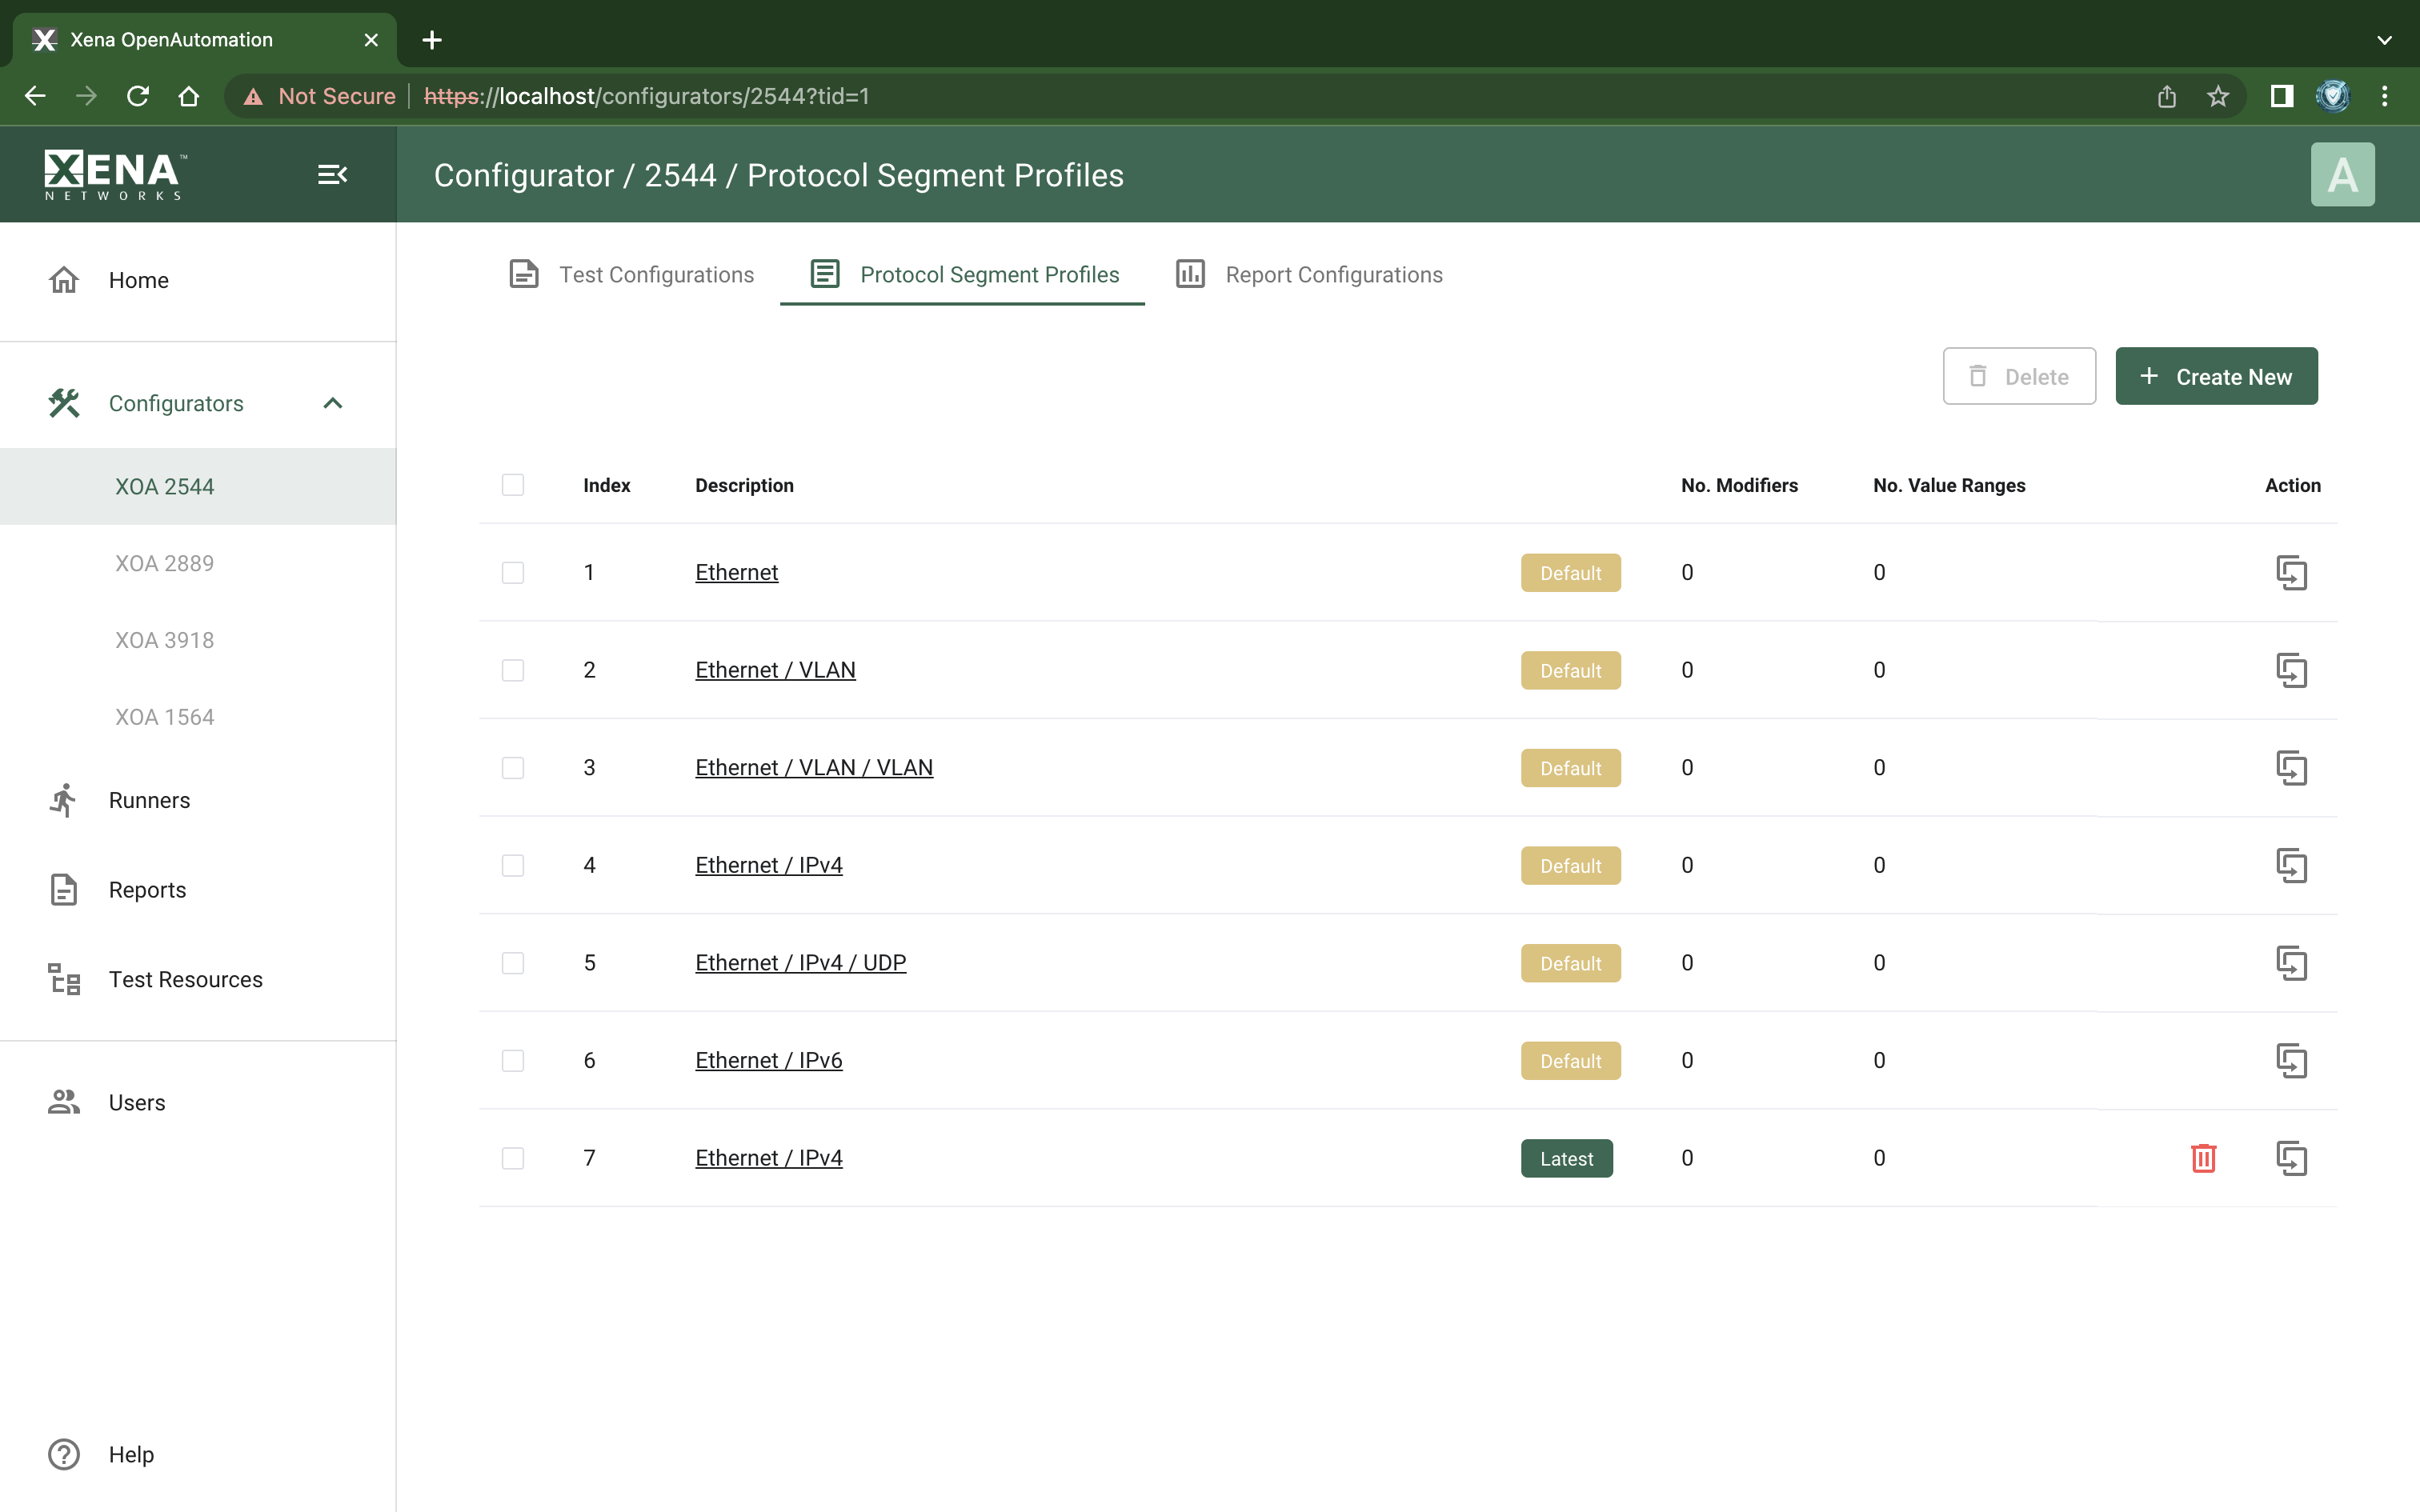 Xena OpenAutomation
Not Secure https://localhost/configurators/2544?tid=1
XENA™
NETWORKS
Configurator / 2544 / Protocol Segment Profiles
A
Home
Configurators
XOA 2544
XOA 2889
XOA 3918
XOA 1564
Runners
Reports
Test Resources
Users
Help
Test Configurations Protocol Segment Profiles Report Configurations
Delete + Create New
Index Description No. Modifiers No. Value Ranges Action
1 Ethernet Default 0 0
2 Ethernet / VLAN Default 0 0
3 Ethernet / VLAN / VLAN Default 0 0
4 Ethernet / IPv4 Default 0 0
5 Ethernet / IPv4 / UDP Default 0 0
6 Ethernet / IPv6 Default 0 0
7 Ethernet / IPv4 Latest 0 0